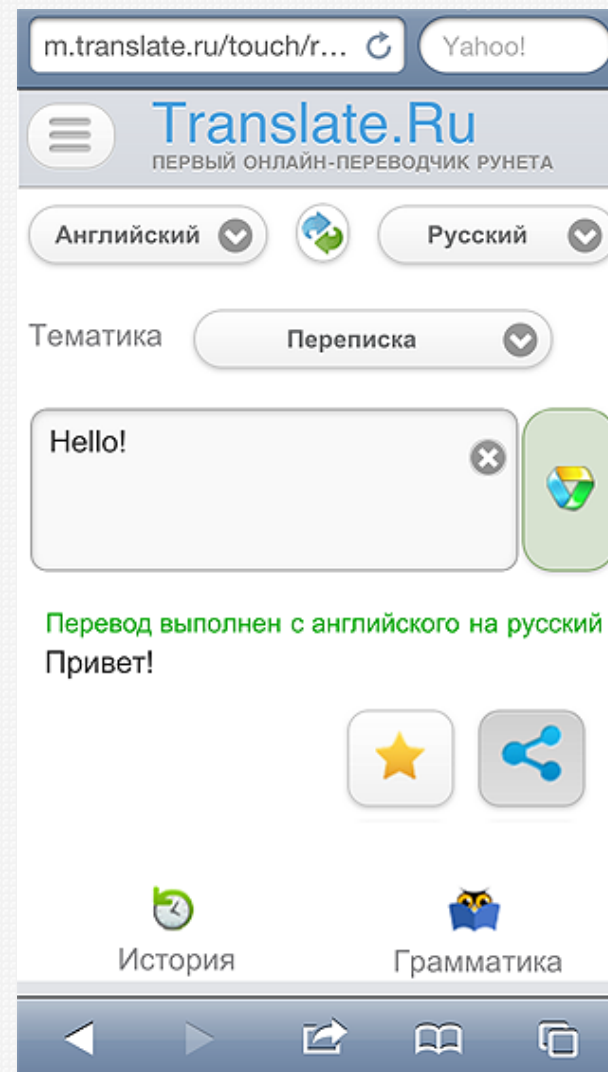 m.translate.ru/touch/r... Yahoo!
Translate.Ru
ПЕРВЫЙ ОНЛАЙН-ПЕРЕВОДЧИК РУНЕТА
Английский Русский
Тематика Переписка
Hello!
Перевод выполнен с английского на русский
Привет!
История Грамматика